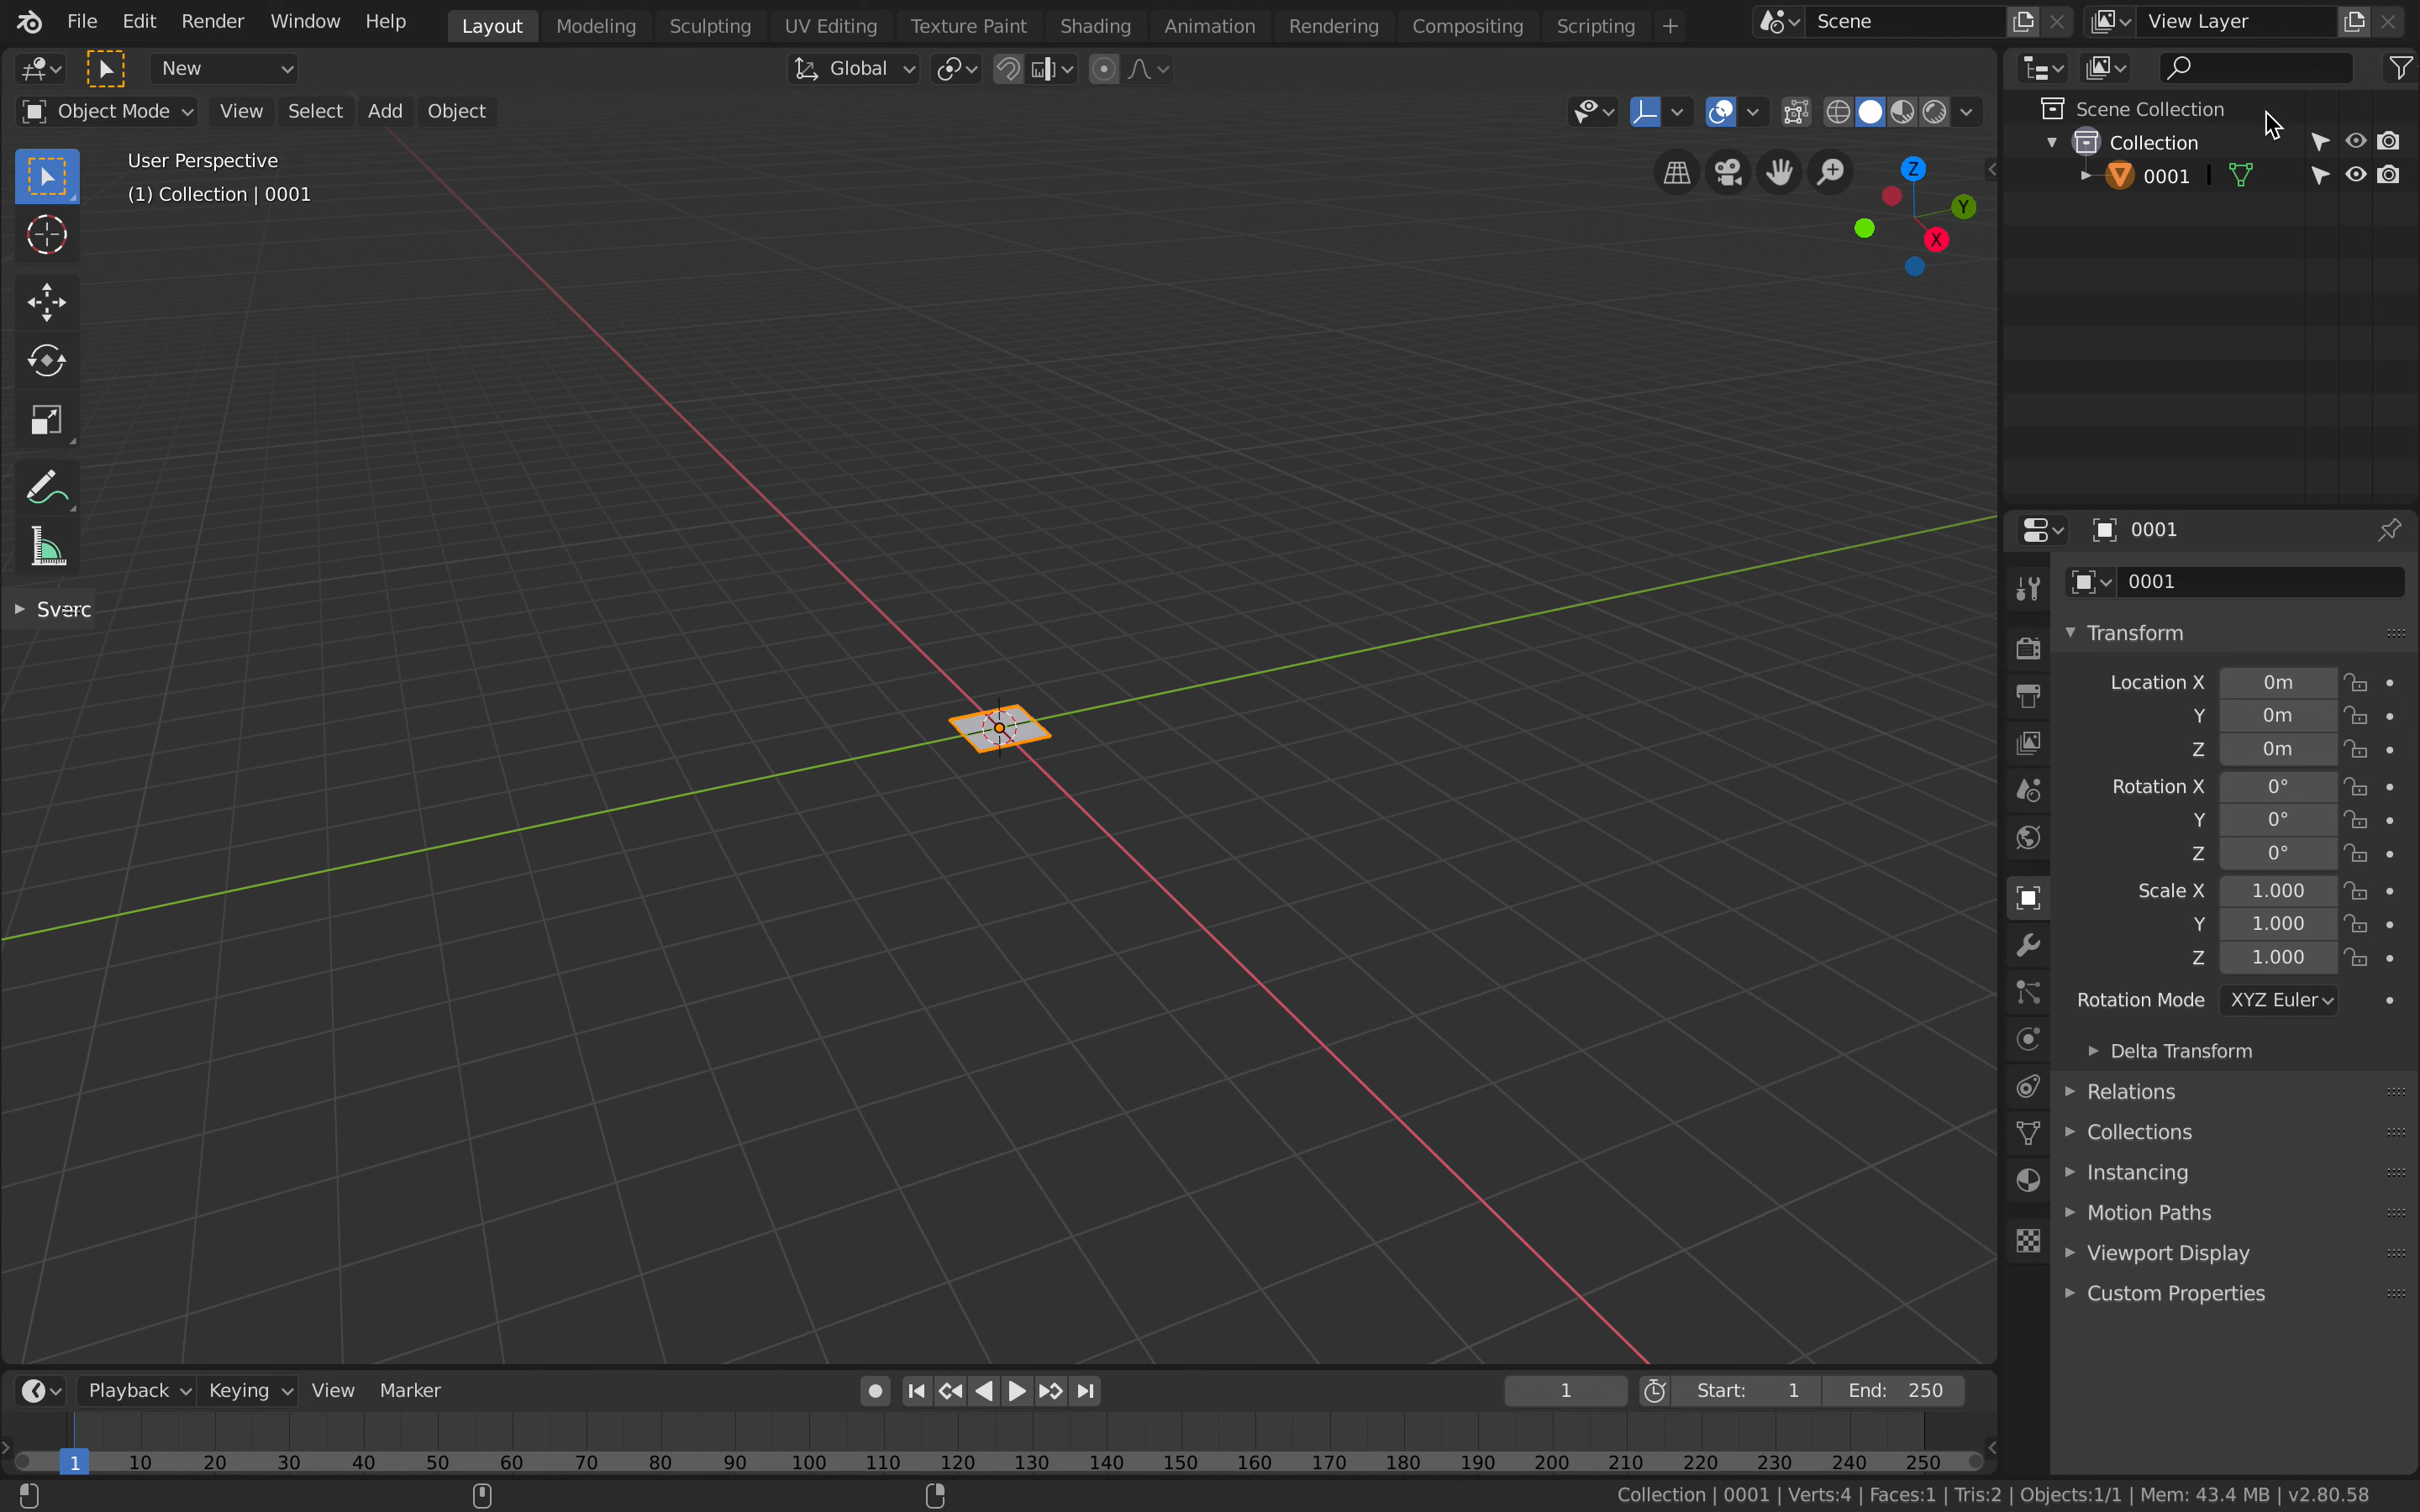 File Edit Render Window Help Layout Modeling Sculpting UV Editing Texture Paint Shading Animation Rendering Compositing Scripting + Scene View Layer
New Global
Object Mode View Select Add Object
User Perspective
(1) Collection | 0001
Z
Y
X
Scene Collection
Collection
0001
0001
0001
Transform
Location X 0m
Y 0m
Z 0m
Rotation X 0°
Y 0°
Z 0°
Scale X 1.000
Y 1.000
Z 1.000
Rotation Mode XYZ Euler
Delta Transform
Relations
Collections
Instancing
Motion Paths
Viewport Display
Custom Properties
Playback Keying View Marker 1 Start: 1 End: 250
1 10 20 30 40 50 60 70 80 90 100 110 120 130 140 150 160 170 180 190 200 210 220 230 240 250
Collection | 0001 | Verts:4 | Faces:1 | Tris:2 | Objects:1/1 | Mem: 43.4 MB | v2.80.58